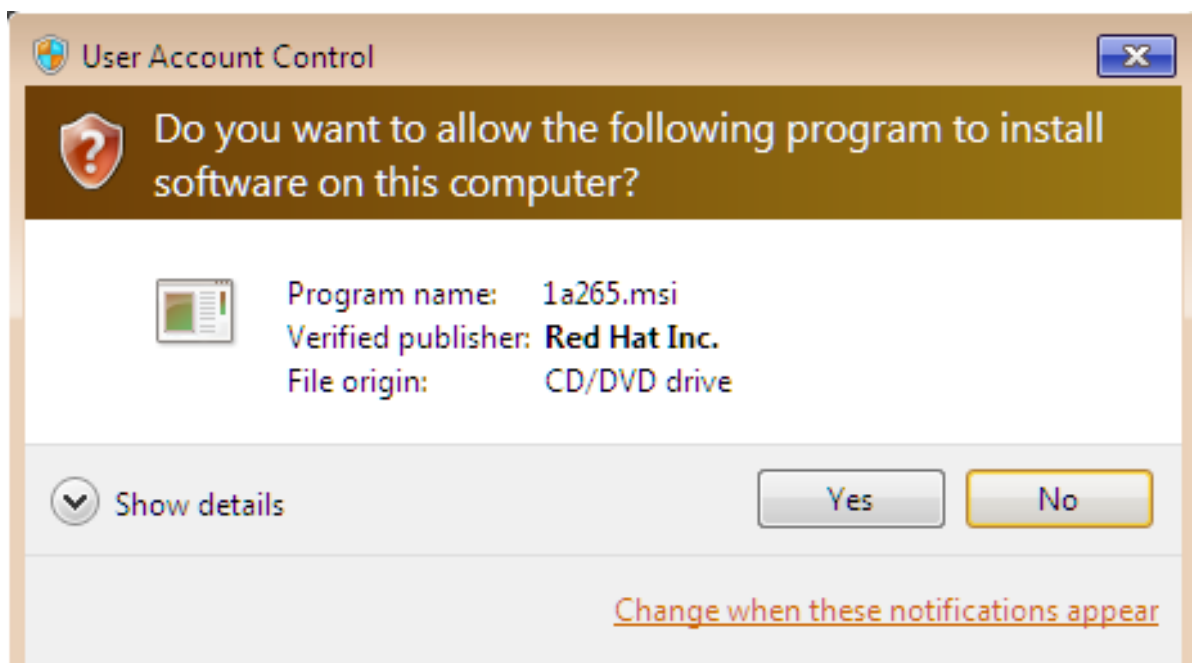 User Account Control
Do you want to allow the following program to install
software on this computer?
Program name: 1a265.msi
Verified publisher: Red Hat Inc.
File origin: CD/DVD drive
Show details
Yes
No
Change when these notifications appear